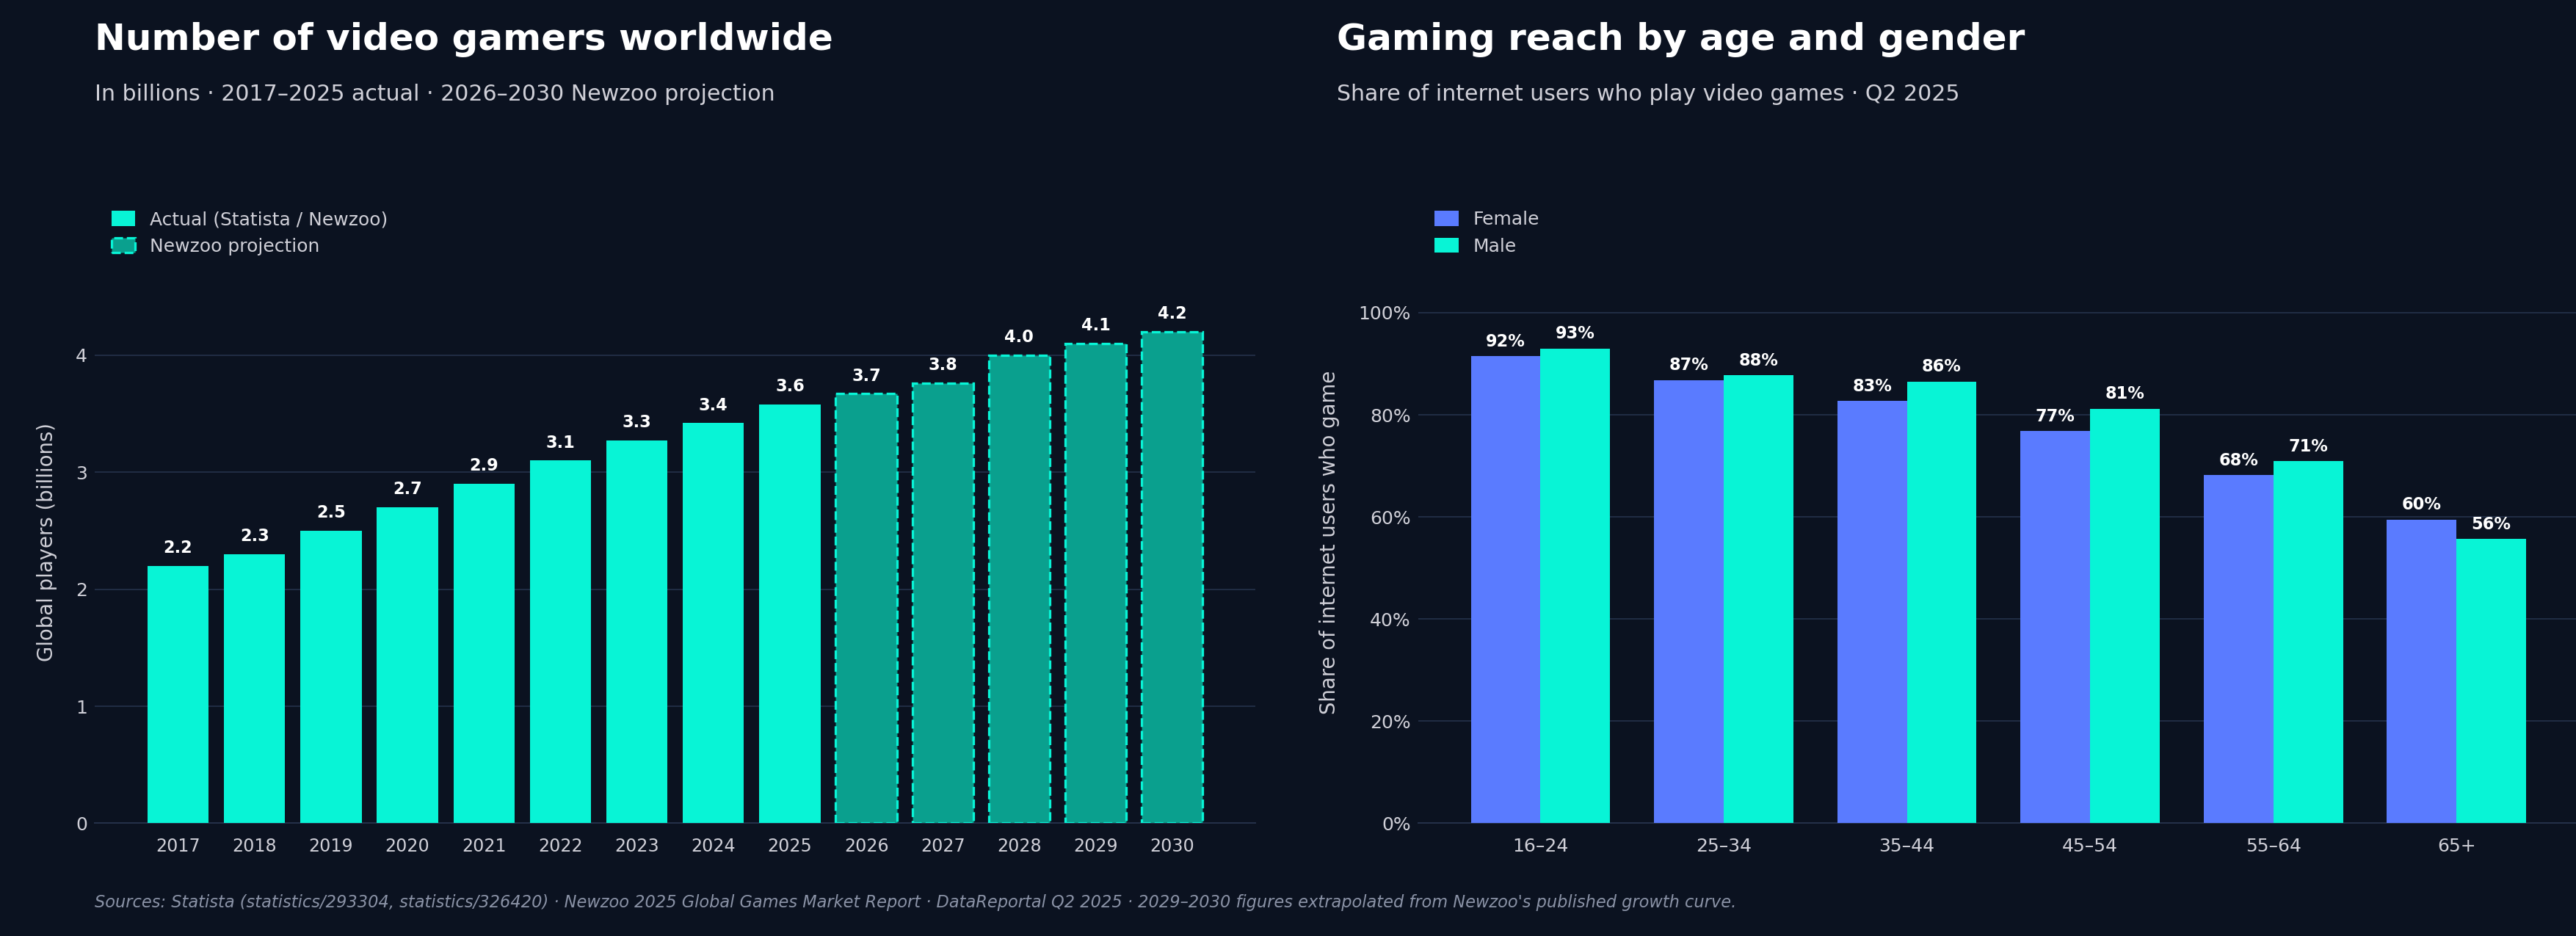 Number of video gamers worldwide
In billions · 2017–2025 actual · 2026–2030 Newzoo projection
Actual (Statista / Newzoo)
Newzoo projection
Global players (billions)
4
3
2
1
0
2.2
2.3
2.5
2.7
2.9
3.1
3.3
3.4
3.6
3.7
3.8
4.0
4.1
4.2
2017 2018 2019 2020 2021 2022 2023 2024 2025 2026 2027 2028 2029 2030
Gaming reach by age and gender
Share of internet users who play video games · Q2 2025
Female
Male
Share of internet users who game
100%
80%
60%
40%
20%
0%
92% 93%
87% 88%
83% 86%
77% 81%
68% 71%
60% 56%
16–24 25–34 35–44 45–54 55–64 65+
Sources: Statista (statistics/293304, statistics/326420) · Newzoo 2025 Global Games Market Report · DataReportal Q2 2025 · 2029–2030 figures extrapolated from Newzoo's published growth curve.